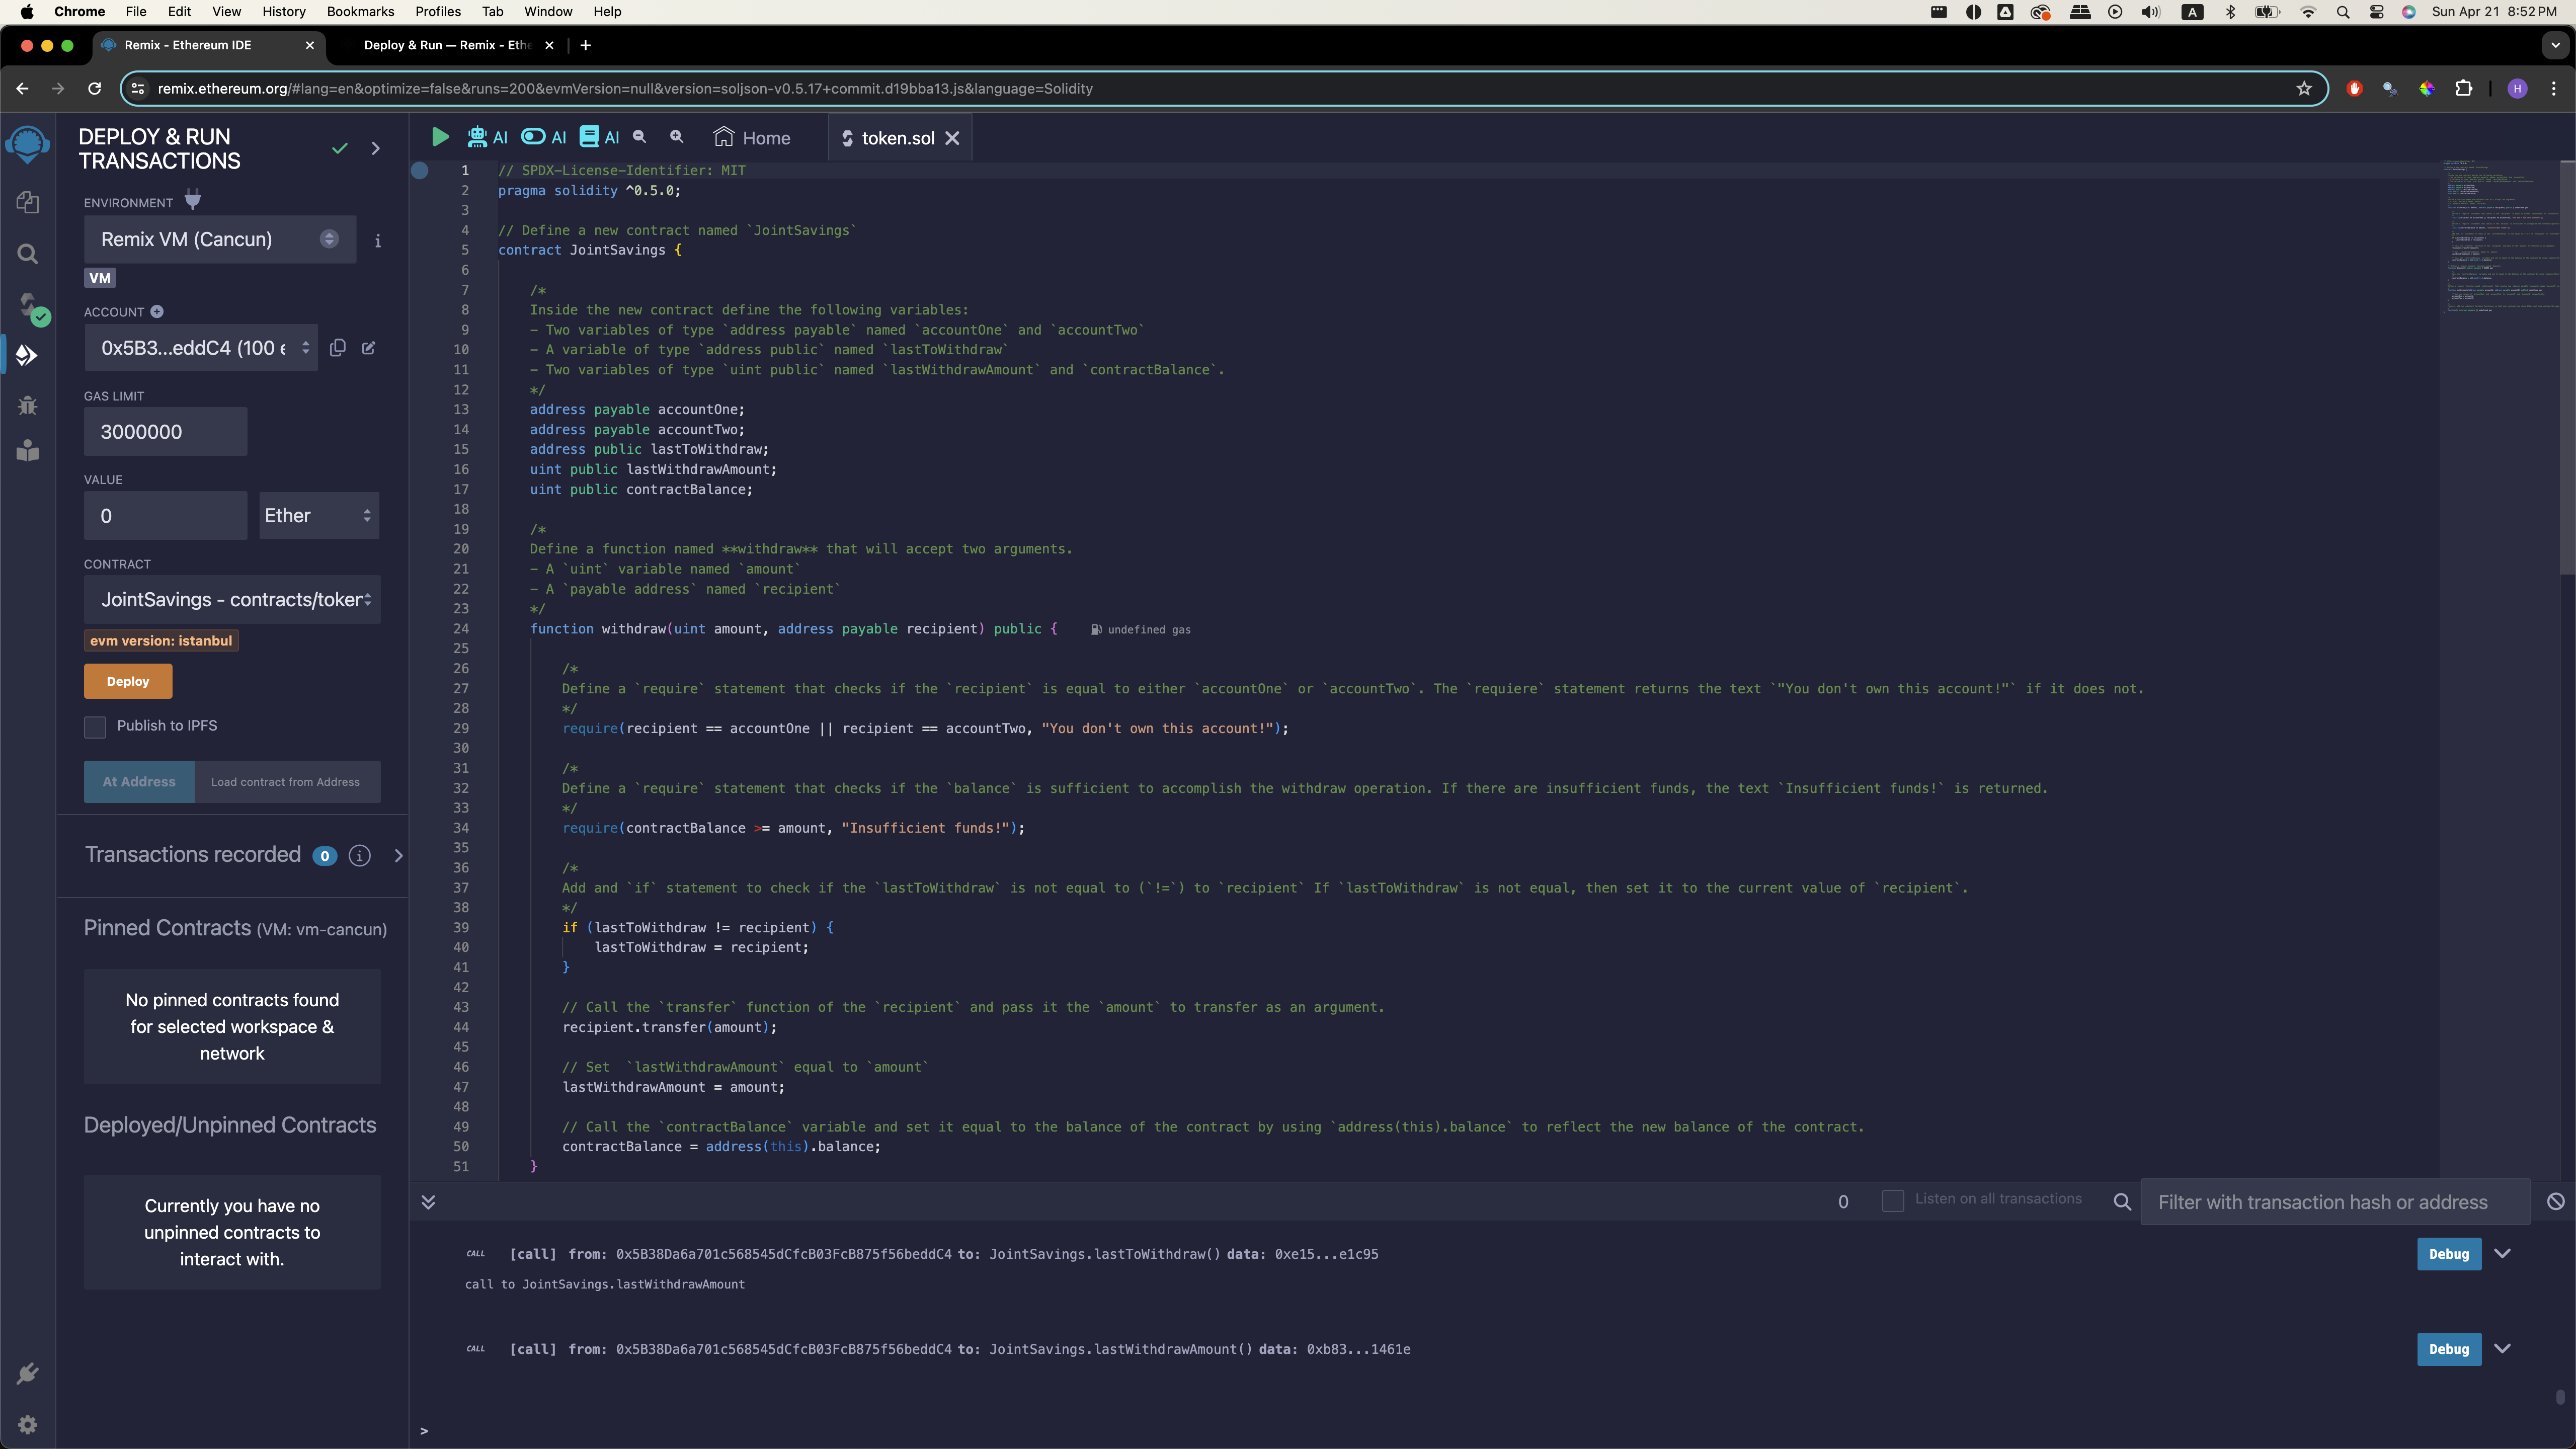 Chrome File Edit View History Bookmarks Profiles Tab Window Help
A
Sun Apr 21 8:52 PM
Remix - Ethereum IDE
Deploy & Run — Remix - Ethe
remix.ethereum.org/#lang=en&optimize=false&runs=200&evmVersion=null&version=soljson-v0.5.17+commit.d19bba13.js&language=Solidity
H
DEPLOY & RUN
TRANSACTIONS
ENVIRONMENT
Remix VM (Cancun)
i
VM
ACCOUNT
0x5B3...eddC4 (100 e
GAS LIMIT
3000000
VALUE
0
Ether
CONTRACT
JointSavings - contracts/token
evm version: istanbul
Deploy
Publish to IPFS
At Address
Load contract from Address
Transactions recorded 0 i
Pinned Contracts (VM: vm-cancun)
No pinned contracts found
for selected workspace &
network
Deployed/Unpinned Contracts
Currently you have no
unpinned contracts to
interact with.
AI AI AI Home token.sol
1 // SPDX-License-Identifier: MIT
2 pragma solidity ^0.5.0;
3
4 // Define a new contract named `JointSavings`
5 contract JointSavings {
6
7 /*
8 Inside the new contract define the following variables:
9 - Two variables of type `address payable` named `accountOne` and `accountTwo`
10 - A variable of type `address public` named `lastToWithdraw`
11 - Two variables of type `uint public` named `lastWithdrawAmount` and `contractBalance`.
12 */
13 address payable accountOne;
14 address payable accountTwo;
15 address public lastToWithdraw;
16 uint public lastWithdrawAmount;
17 uint public contractBalance;
18
19 /*
20 Define a function named **withdraw** that will accept two arguments.
21 - A `uint` variable named `amount`
22 - A `payable address` named `recipient`
23 */
24 function withdraw(uint amount, address payable recipient) public { undefined gas
25
26 /*
27 Define a `require` statement that checks if the `recipient` is equal to either `accountOne` or `accountTwo`. The `requiere` statement returns the text `"You don't own this account!"` if it does not.
28 */
29 require(recipient == accountOne || recipient == accountTwo, "You don't own this account!");
30
31 /*
32 Define a `require` statement that checks if the `balance` is sufficient to accomplish the withdraw operation. If there are insufficient funds, the text `Insufficient funds!` is returned.
33 */
34 require(contractBalance >= amount, "Insufficient funds!");
35
36 /*
37 Add and `if` statement to check if the `lastToWithdraw` is not equal to (`!=`) to `recipient` If `lastToWithdraw` is not equal, then set it to the current value of `recipient`.
38 */
39 if (lastToWithdraw != recipient) {
40 lastToWithdraw = recipient;
41 }
42
43 // Call the `transfer` function of the `recipient` and pass it the `amount` to transfer as an argument.
44 recipient.transfer(amount);
45
46 // Set  `lastWithdrawAmount` equal to `amount`
47 lastWithdrawAmount = amount;
48
49 // Call the `contractBalance` variable and set it equal to the balance of the contract by using `address(this).balance` to reflect the new balance of the contract.
50 contractBalance = address(this).balance;
51 }
0 Listen on all transactions Filter with transaction hash or address
CALL [call] from: 0x5B38Da6a701c568545dCfcB03FcB875f56beddC4 to: JointSavings.lastToWithdraw() data: 0xe15...e1c95 Debug
call to JointSavings.lastWithdrawAmount
CALL [call] from: 0x5B38Da6a701c568545dCfcB03FcB875f56beddC4 to: JointSavings.lastWithdrawAmount() data: 0xb83...1461e Debug
>